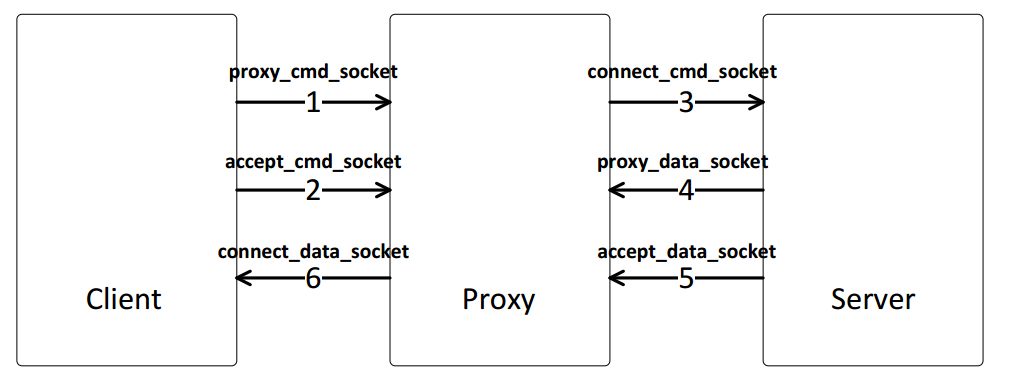 proxy_cmd_socket
connect_cmd_socket
1
3
accept_cmd_socket
proxy_data_socket
2
4
connect_data_socket
accept_data_socket
6
5
Client
Proxy
Server